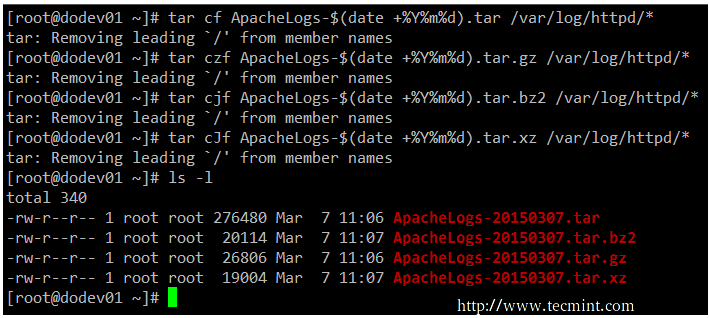 [root@dodev01 ~]# tar cf ApacheLogs-$(date +%Y%m%d).tar /var/log/httpd/*
tar: Removing leading `/' from member names
[root@dodev01 ~]# tar czf ApacheLogs-$(date +%Y%m%d).tar.gz /var/log/httpd/*
tar: Removing leading `/' from member names
[root@dodev01 ~]# tar cjf ApacheLogs-$(date +%Y%m%d).tar.bz2 /var/log/httpd/*
tar: Removing leading `/' from member names
[root@dodev01 ~]# tar cJf ApacheLogs-$(date +%Y%m%d).tar.xz /var/log/httpd/*
tar: Removing leading `/' from member names
[root@dodev01 ~]# ls -l
total 340
-rw-r--r-- 1 root root 276480 Mar  7 11:06 ApacheLogs-20150307.tar
-rw-r--r-- 1 root root  20114 Mar  7 11:07 ApacheLogs-20150307.tar.bz2
-rw-r--r-- 1 root root  26806 Mar  7 11:06 ApacheLogs-20150307.tar.gz
-rw-r--r-- 1 root root  19004 Mar  7 11:07 ApacheLogs-20150307.tar.xz
[root@dodev01 ~]#
http://www.tecmint.com